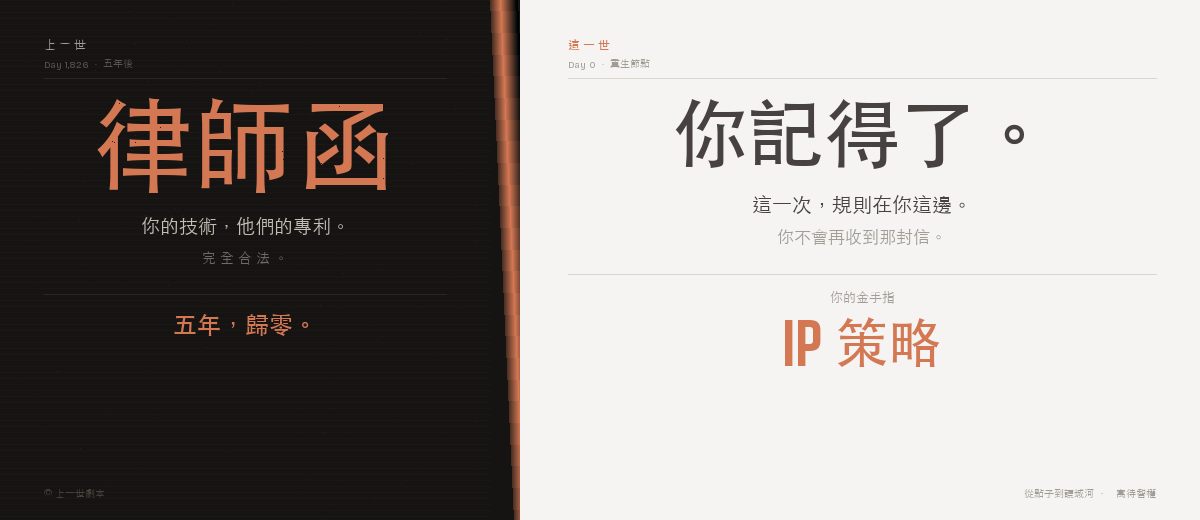 上一世
Day 1,826 · 五年後
律師函
你的技術，他們的專利。
完全合法。
五年，歸零。
© 上一世劇本
這一世
Day 0 · 重生節點
你記得了。
這一次，規則在你這邊。
你不會再收到那封信。
你的金手指
IP 策略
從點子到護城河 ·